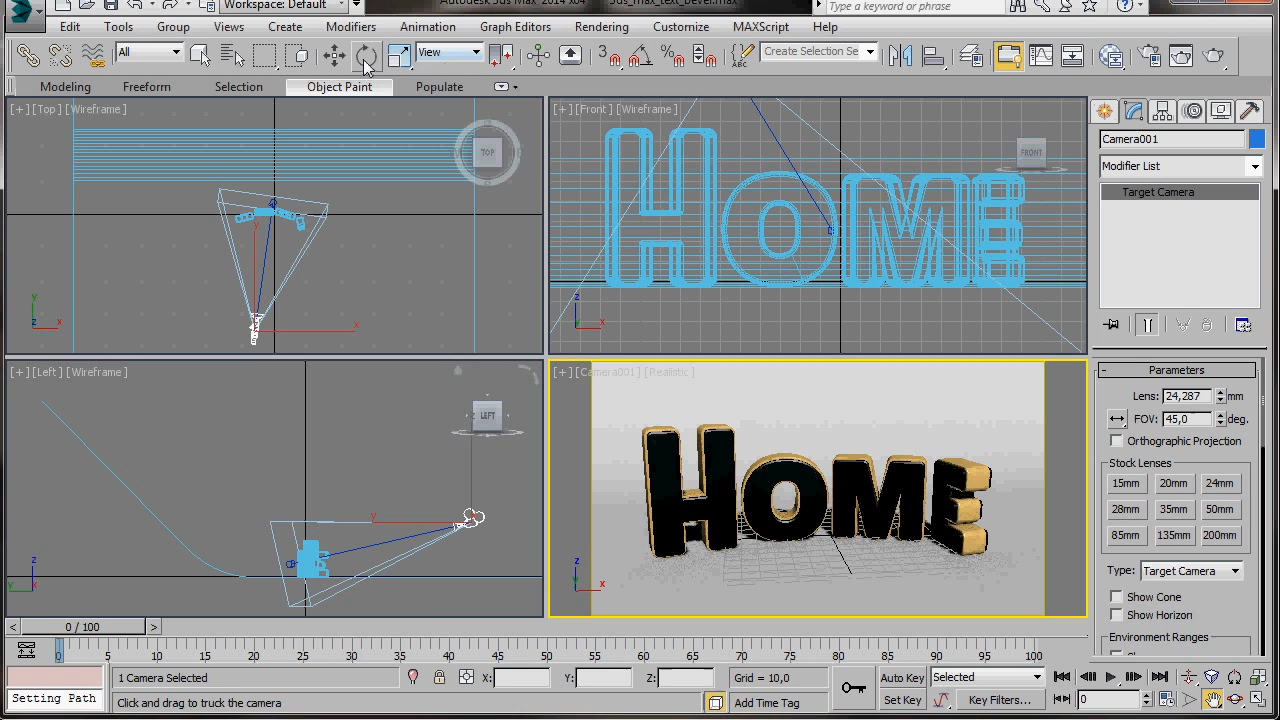 Workspace: Default
Autodesk 3ds Max 2014 x64
3ds_max_text_bevel.max
Type a keyword or phrase
Edit Tools Group Views Create Modifiers Animation Graph Editors Rendering Customize MAXScript Help
All
View
3
%
ABC
Create Selection Se
Modeling Freeform Selection Object Paint Populate
[+] [Top] [Wireframe]
TOP
y
x
y
z x
[+] [Front] [Wireframe]
FRONT
HOME
z
x
[+] [Left] [Wireframe]
LEFT
z
y
z
y x
[+] [Camera001] [Realistic]
HOME
z
x
Camera001
Modifier List
Target Camera
- Parameters
Lens: 24,287 mm
FOV: 45,0 deg.
Orthographic Projection
Stock Lenses
15mm 20mm 24mm
28mm 35mm 50mm
85mm 135mm 200mm
Type: Target Camera
Show Cone
Show Horizon
Environment Ranges
< 0 / 100 >
0 5 10 15 20 25 30 35 40 45 50 55 60 65 70 75 80 85 90 95 100
Setting Path
1 Camera Selected
X: Y: Z:
Grid = 10,0
Auto Key
Selected
Click and drag to truck the camera
Add Time Tag
Set Key
Key Filters...
0